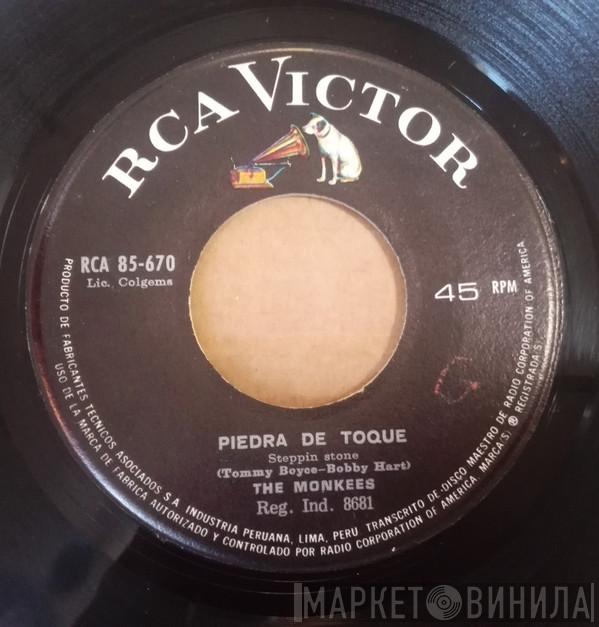 RCA VICTOR
RCA 85-670
Lic. Colgems
45 RPM
PIEDRA DE TOQUE
Steppin stone
(Tommy Boyce-Bobby Hart)
THE MONKEES
Reg. Ind. 8681
PRODUCTO DE FABRICANTES TECNICOS ASOCIADOS S.A INDUSTRIA PERUANA, LIMA, PERU TRANSCRITO DE-DISCO MAESTRO DE RADIO CORPORATION OF AMERICA
USO DE LA MARCA DE FABRICA AUTORIZADO Y CONTROLADO POR RADIO CORPORATION OF AMERICA MARCA(S) ® REGISTRADA S
МАРКЕТ ВИНИЛА